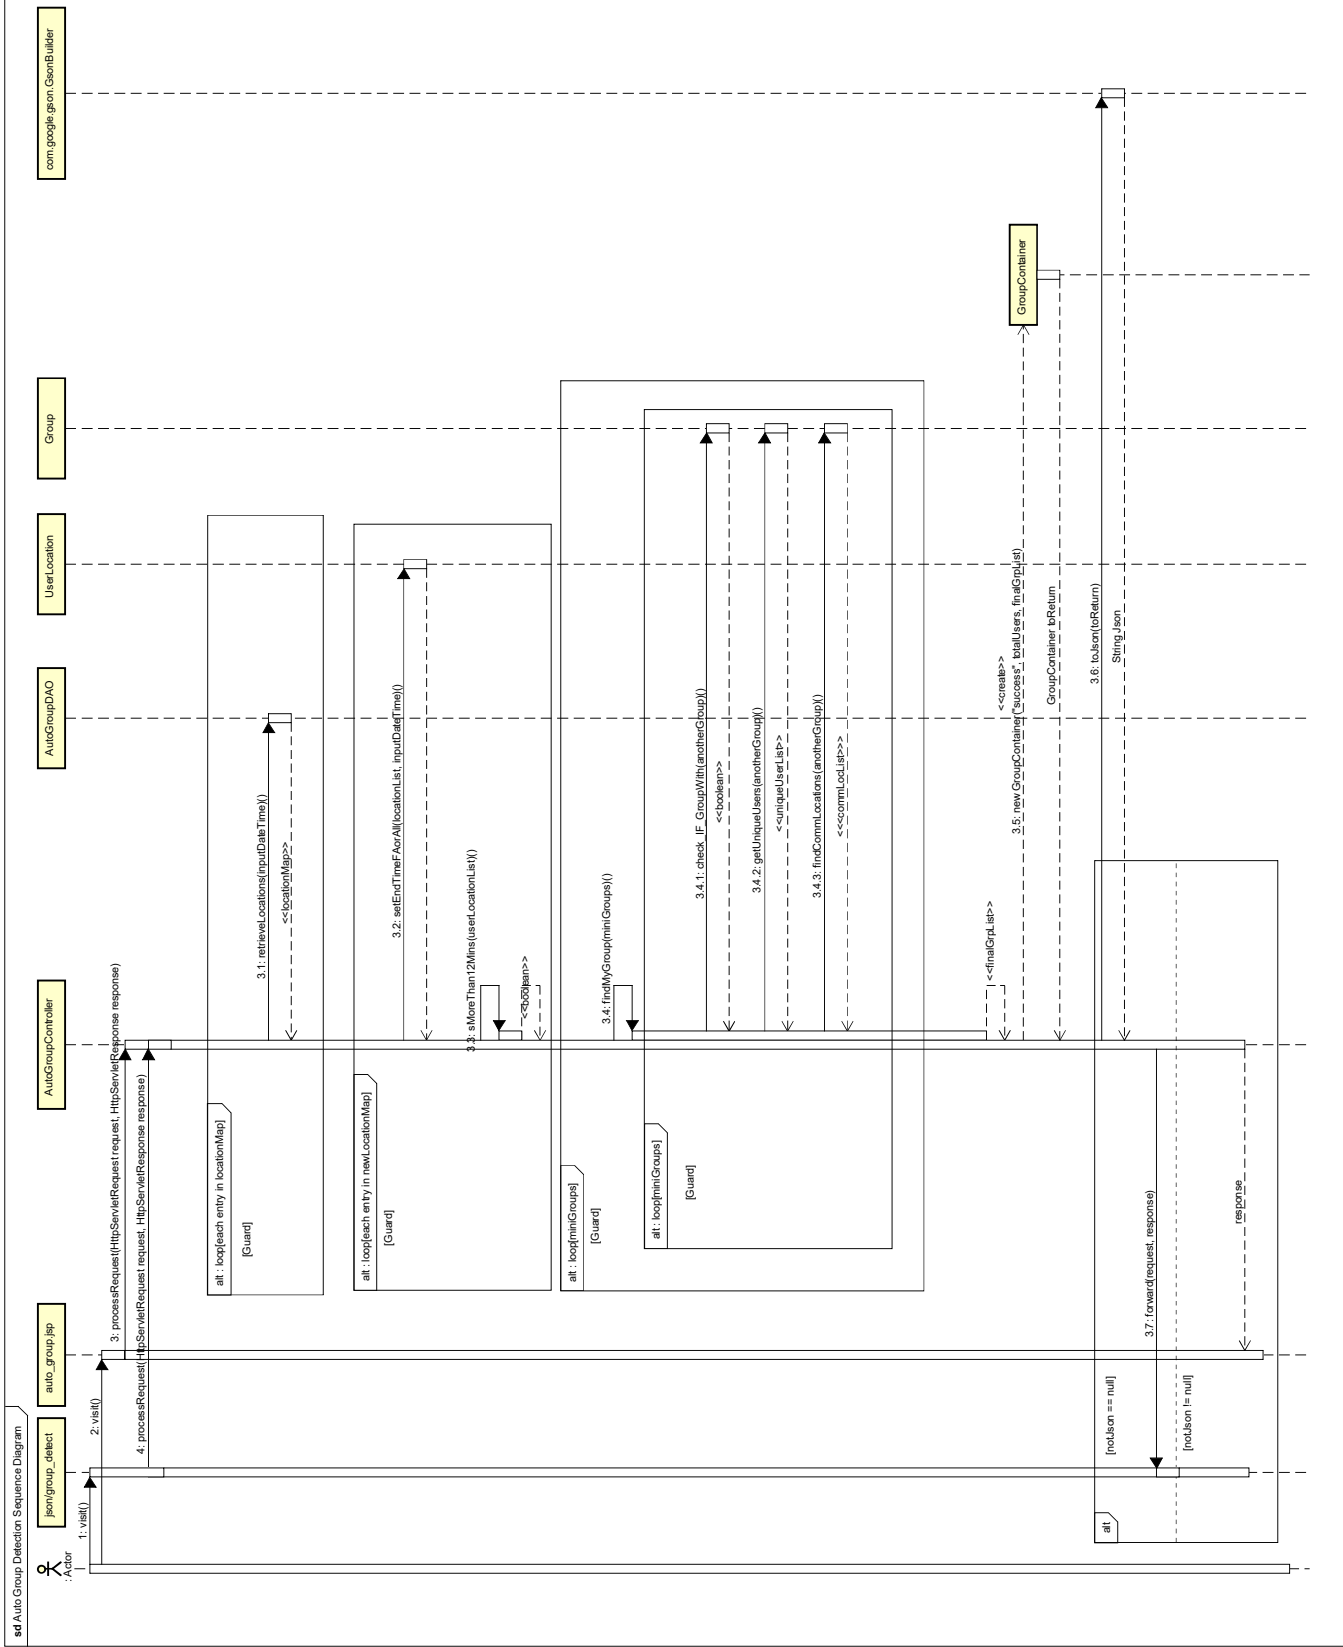 sd Auto Group Detection Sequence Diagram
: Actor
json/group_detect
auto_group.jsp
AutoGroupController
AutoGroupDAO
UserLocation
Group
com.google.gson.GsonBuilder
1: visit()
2: visit()
3: processRequest(HttpServletRequest request, HttpServletResponse response)
4: processRequest(HttpServletRequest request, HttpServletResponse response)
alt : loop[each entry in locationMap]
[Guard]
3.1: retrieveLocations(inputDateTime)()
<<locationMap>>
alt : loop[each entry in newLocationMap]
[Guard]
3.2: setEndTimeFAorAll(locationList, inputDateTime)()
3.3: sMoreThan12Mins(userLocationList)()
<<boolean>>
alt : loop[miniGroups]
[Guard]
3.4: findMyGroup(miniGroups)()
alt : loop[miniGroups]
[Guard]
3.4.1: check_IF_GroupWith(anotherGroup)()
<<boolean>>
3.4.2: getUniqueUsers(anotherGroup)()
<<uniqueUserList>>
3.4.3: findCommLocations(anotherGroup)()
<<<commLocList>>>
<<finalGrpList>>
<<create>>
3.5: new GroupContainer("success", totalUsers, finalGrpList)
GroupContainer
GroupContainer toReturn
3.6: toJson(toReturn)
String Json
alt
[notJson == null]
3.7: forward(request, response)
[notJson != null]
response